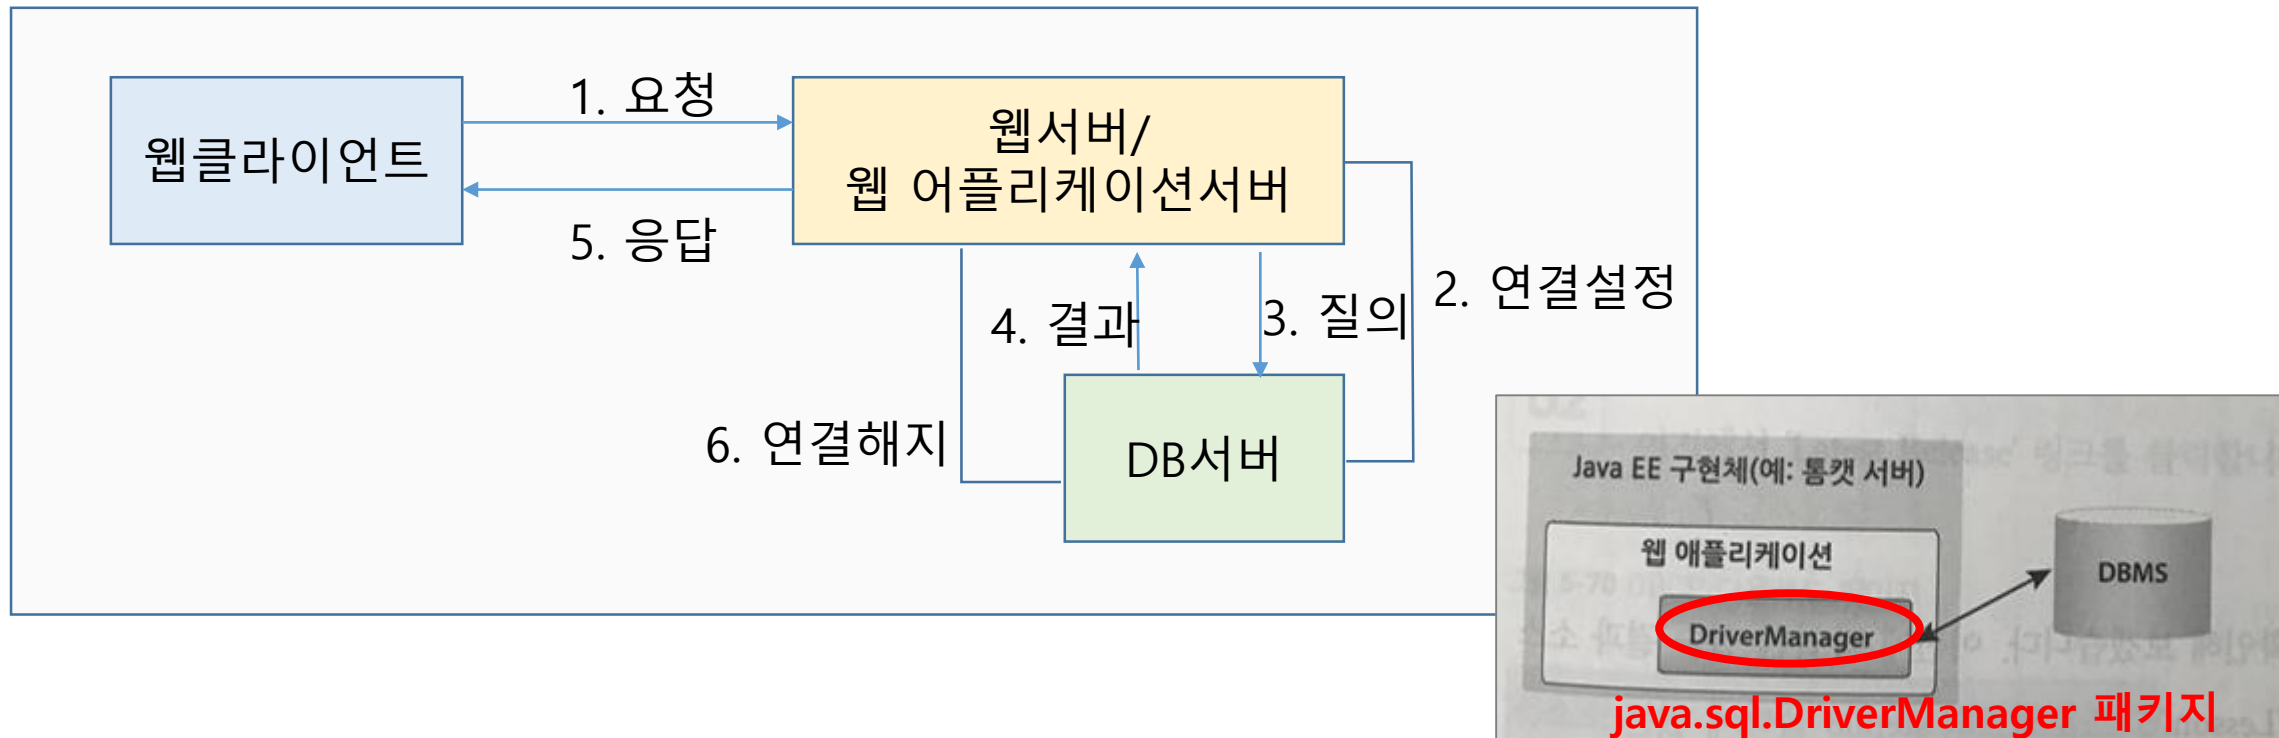 웹클라이언트
1. 요청
5. 응답
웹서버/
웹 어플리케이션서버
2. 연결설정
3. 질의
4. 결과
6. 연결해지
DB서버
Java EE 구현체(예: 톰캣 서버)
웹 애플리케이션
DriverManager
DBMS
java.sql.DriverManager 패키지